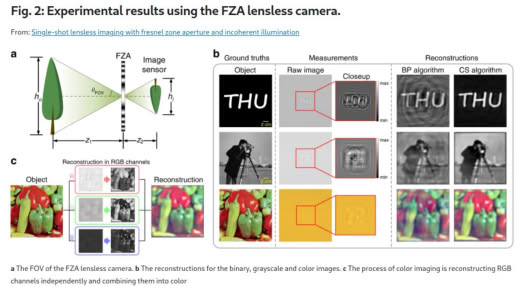 Fig. 2: Experimental results using the FZA lensless camera.
From: Single-shot lensless imaging with fresnel zone aperture and incoherent illumination
a
FZA
Image
sensor
θFOV
ho
hi
z1
z2
b
Ground truths
Measurements
Reconstructions
Object
Raw image
Closeup
BP algorithm
CS algorithm
THU
THU
THU
2 cm
max
min
max
min
c
Reconstruction in RGB channels
Object
Reconstruction
a The FOV of the FZA lensless camera. b The reconstructions for the binary, grayscale and color images. c The process of color imaging is reconstructing RGB
channels independently and combining them into color